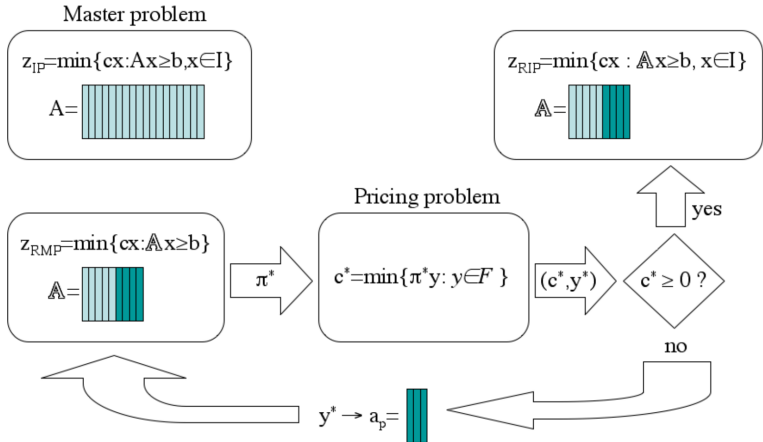 Master problem
z_IP=min{cx:Ax≥b,x∈I}
A=
z_RIP=min{cx : 𝔸x≥b, x∈I}
𝔸=
yes
Pricing problem
z_RMP=min{cx:𝔸x≥b}
𝔸=
π*
c*=min{π*y: y∈F }
(c*,y*)
c* ≥ 0 ?
no
y* → a_p=